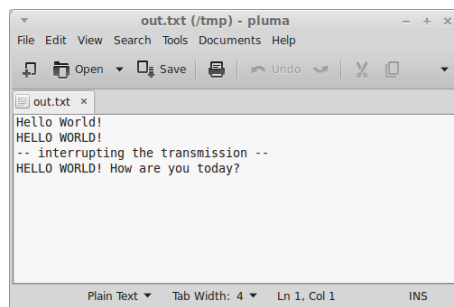 out.txt (/tmp) - pluma
File Edit View Search Tools Documents Help
Open Save Undo
out.txt ×
Hello World!
HELLO WORLD!
-- interrupting the transmission --
HELLO WORLD! How are you today?
Plain Text Tab Width: 4 Ln 1, Col 1 INS